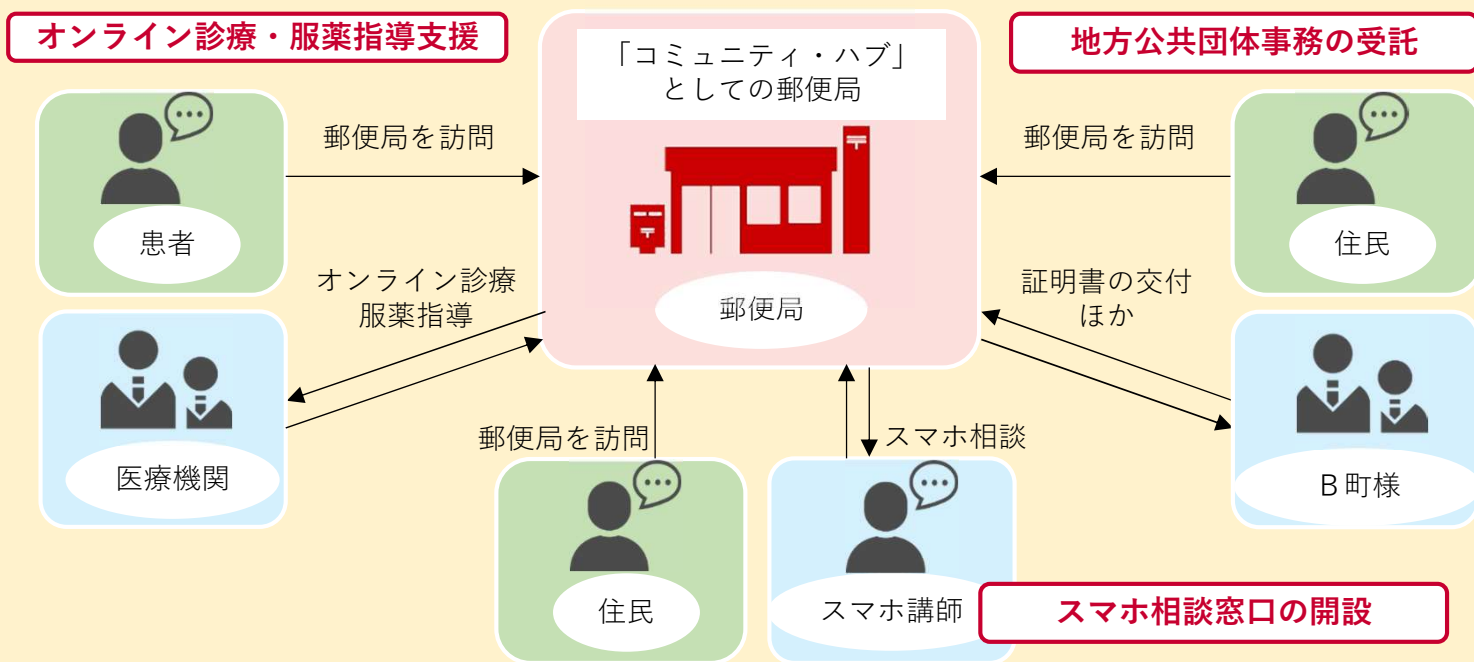 オンライン診療・服薬指導支援
「コミュニティ・ハブ」
としての郵便局
地方公共団体事務の受託
郵便局を訪問
郵便局を訪問
患者
住民
郵便局
オンライン診療
服薬指導
証明書の交付
ほか
医療機関
郵便局を訪問
スマホ相談
B町様
住民
スマホ講師
スマホ相談窓口の開設